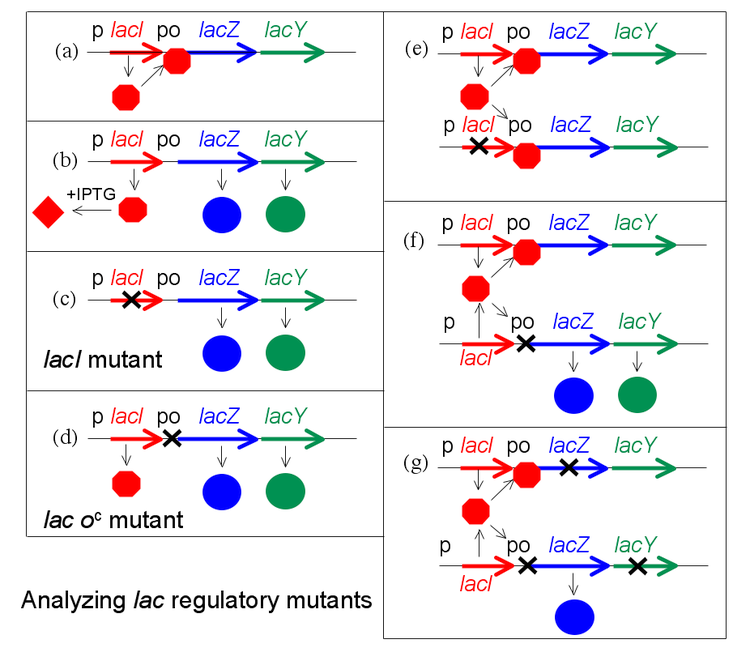 p lacI po lacZ lacY
(a)
p lacI po lacZ lacY
(b)
+IPTG
p lacI po lacZ lacY
(c)
lacI mutant
p lacI po lacZ lacY
(d)
lac oᶜ mutant
Analyzing lac regulatory mutants
p lacI po lacZ lacY
(e)
p lacI po lacZ lacY
p lacI po lacZ lacY
(f)
p po lacZ lacY
lacI
p lacI po lacZ lacY
(g)
p po lacZ lacY
lacI